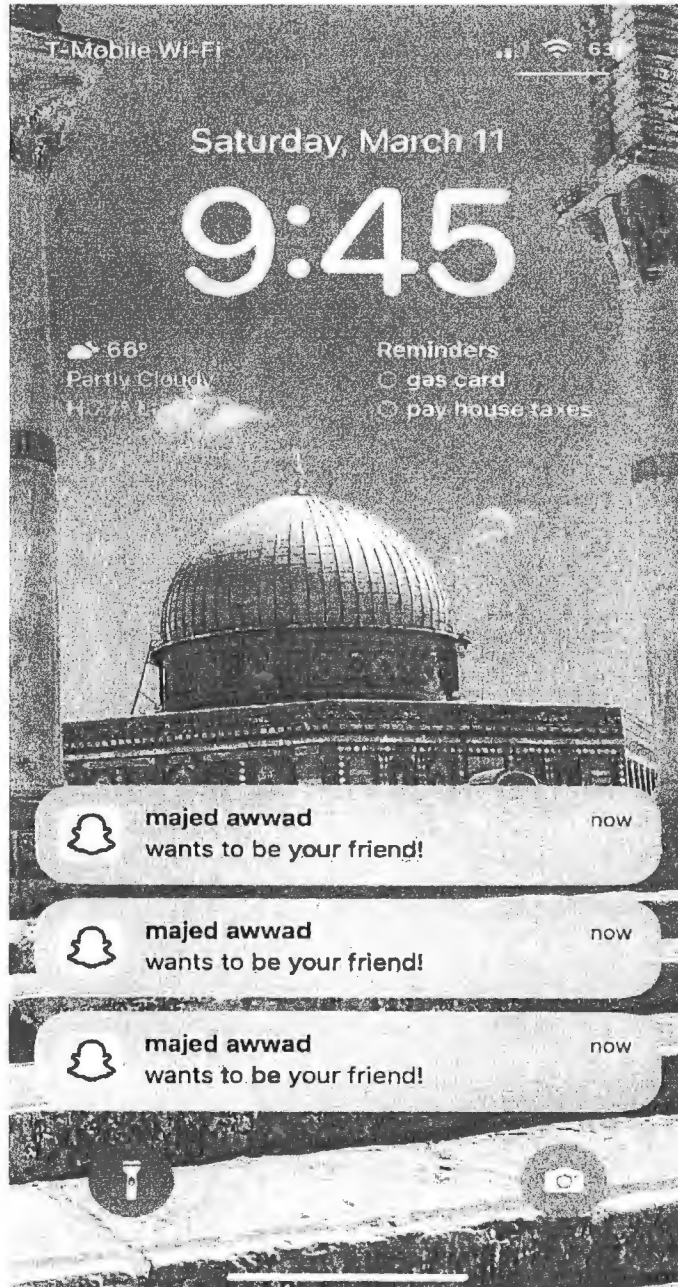 T-Mobile Wi-Fi
63
Saturday, March 11
9:45
66°
Reminders
Partly Cloudy
gas card
pay house taxes
majed awwad
now
wants to be your friend!
majed awwad
now
wants to be your friend!
majed awwad
now
wants to be your friend!